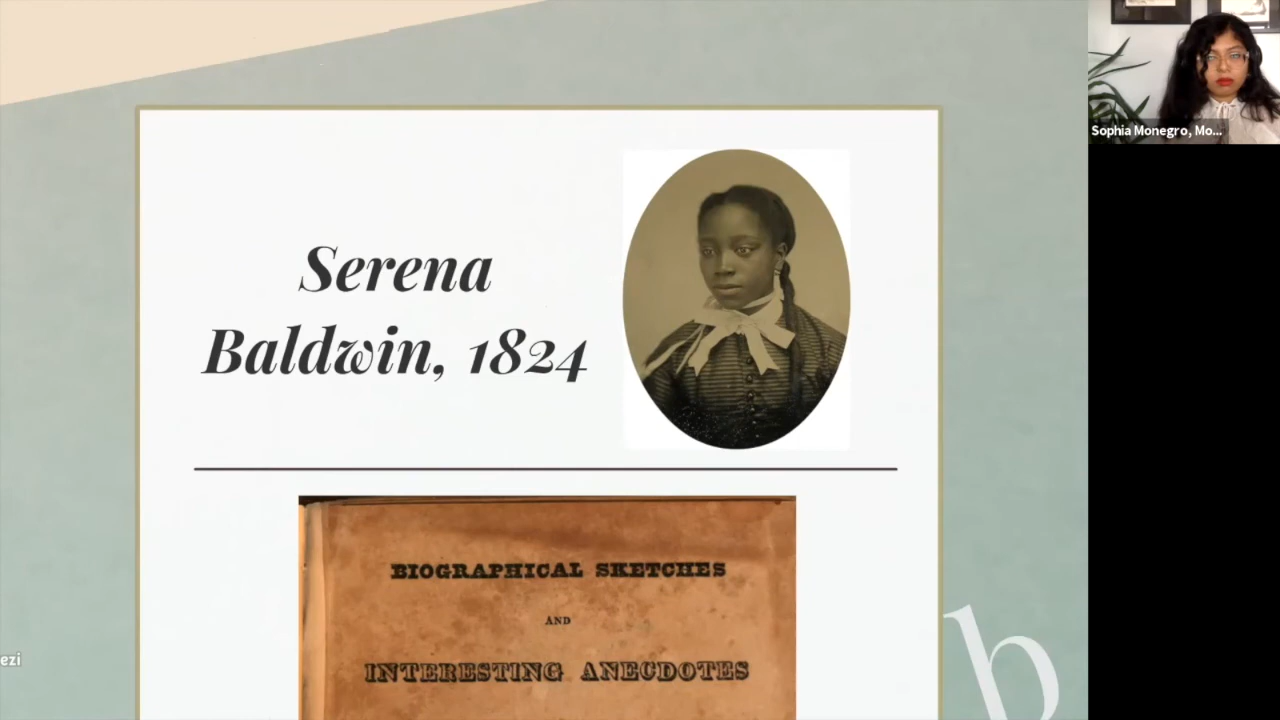 Sophia Monegro, Mo...
Serena
Baldwin, 1824
BIOGRAPHICAL SKETCHES
AND
INTERESTING ANECDOTES
ezi
b